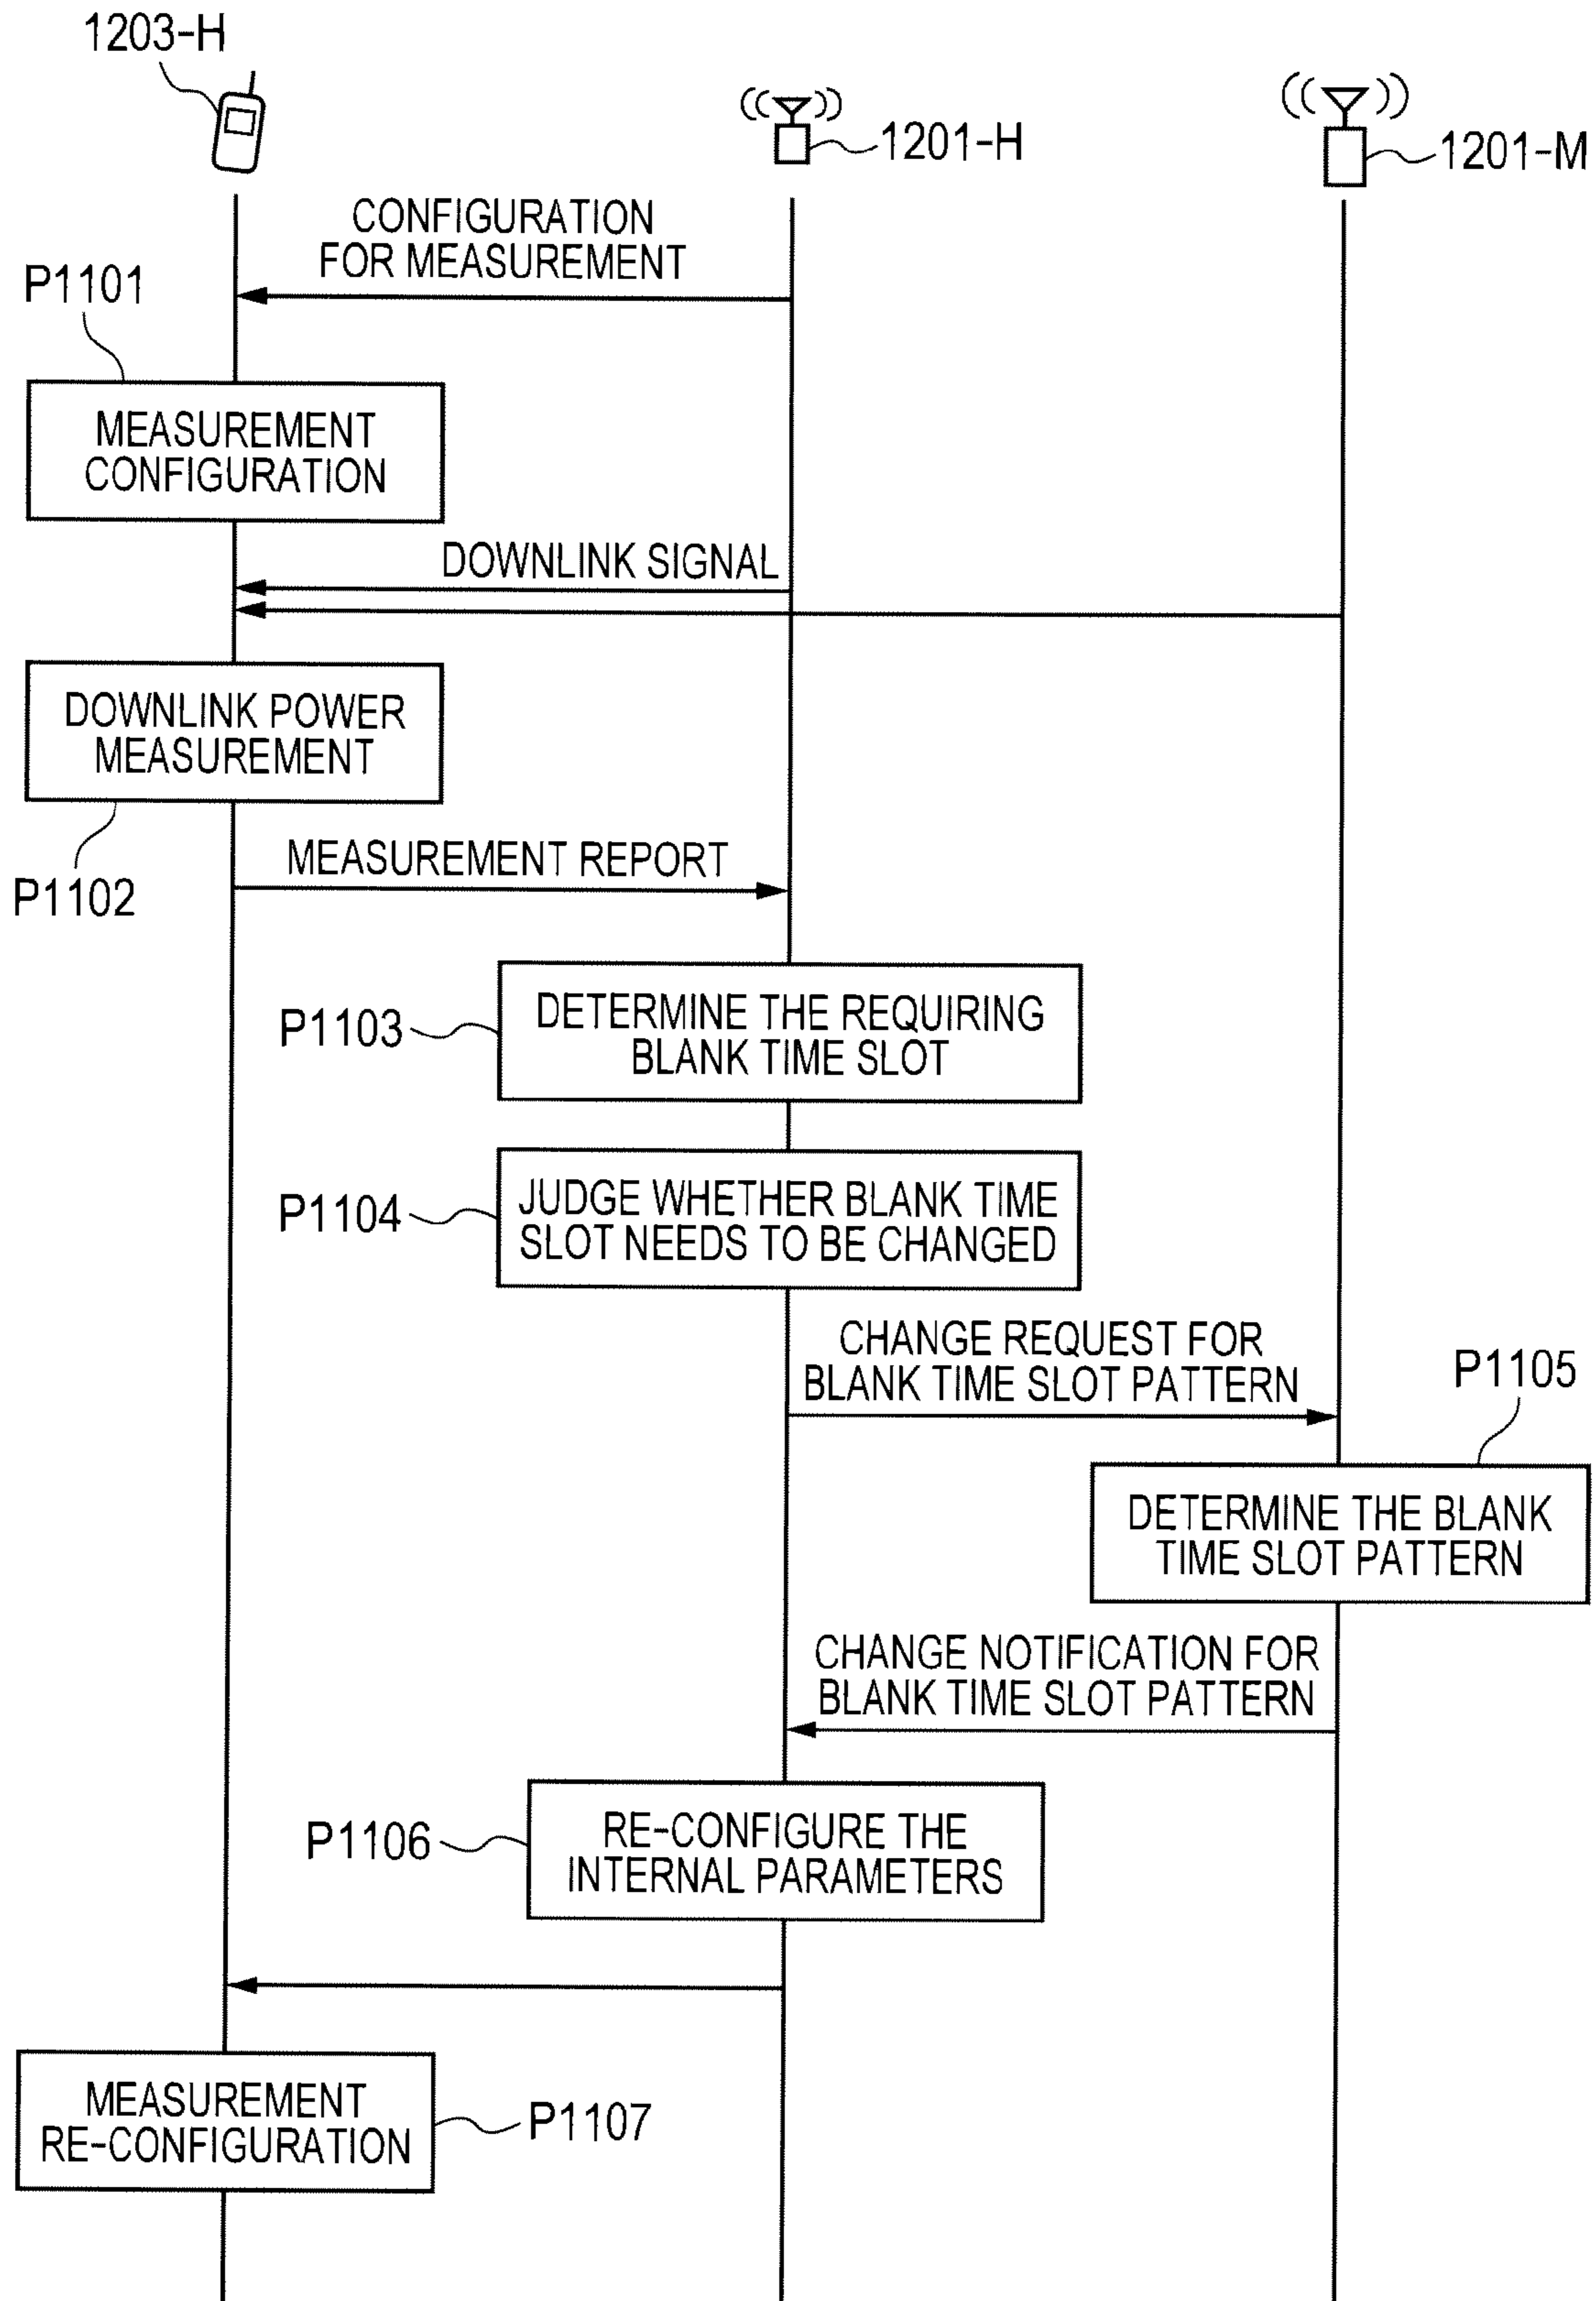 1203-H
1201-H
1201-M
CONFIGURATION
FOR MEASUREMENT
P1101
MEASUREMENT
CONFIGURATION
DOWNLINK SIGNAL
DOWNLINK POWER
MEASUREMENT
P1102
MEASUREMENT REPORT
P1103
DETERMINE THE REQUIRING
BLANK TIME SLOT
P1104
JUDGE WHETHER BLANK TIME
SLOT NEEDS TO BE CHANGED
CHANGE REQUEST FOR
BLANK TIME SLOT PATTERN
P1105
DETERMINE THE BLANK
TIME SLOT PATTERN
CHANGE NOTIFICATION FOR
BLANK TIME SLOT PATTERN
P1106
RE-CONFIGURE THE
INTERNAL PARAMETERS
MEASUREMENT
RE-CONFIGURATION
P1107